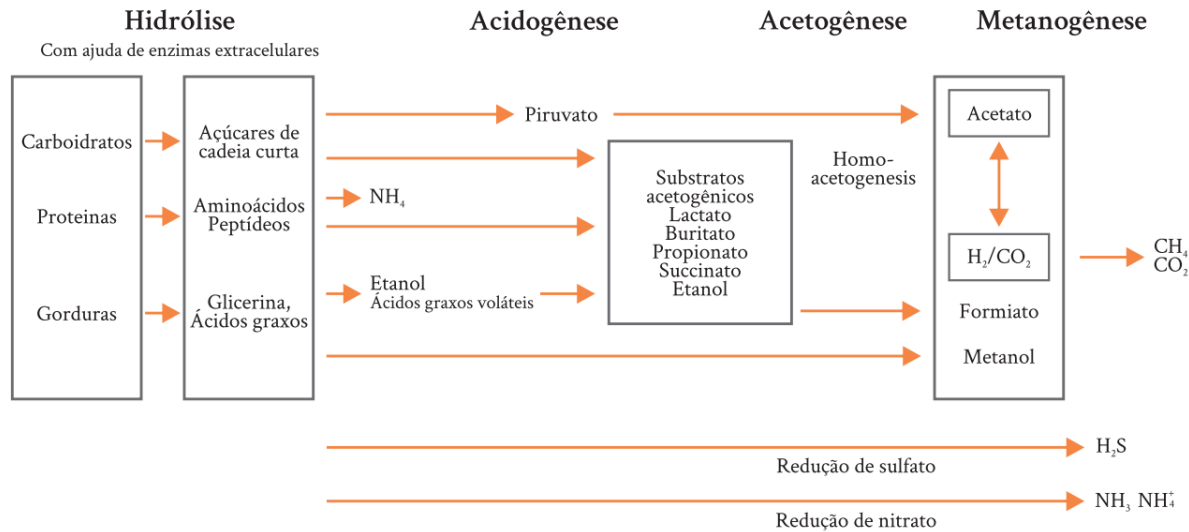 Hidrólise
Acidogênese
Acetogênese
Metanogênese
Com ajuda de enzimas extracelulares
Carboidratos
Proteinas
Gorduras
Açúcares de
cadeia curta
Aminoácidos
Peptídeos
Glicerina,
Ácidos graxos
Piruvato
NH₄
Etanol
Ácidos graxos voláteis
Substratos
acetogênicos
Lactato
Buritato
Propionato
Succinato
Etanol
Homo-
acetogenesis
Acetato
H₂/CO₂
Formiato
Metanol
CH₄
CO₂
Redução de sulfato
H₂S
Redução de nitrato
NH₃ NH₄⁺